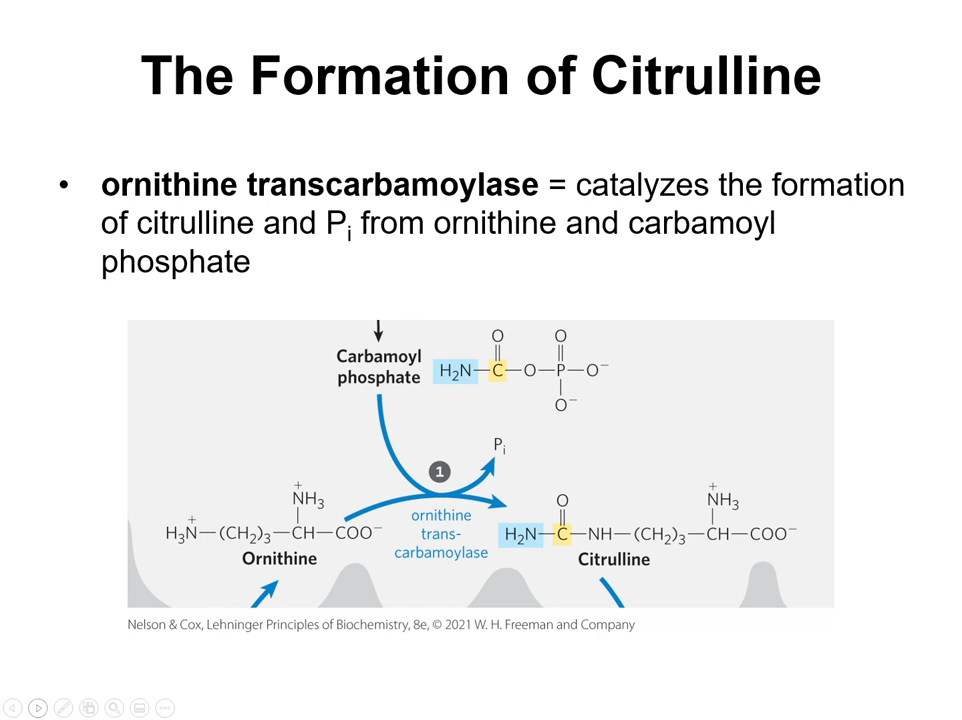 The Formation of Citrulline
• ornithine transcarbamoylase = catalyzes the formation
of citrulline and Pi from ornithine and carbamoyl
phosphate
Carbamoyl
phosphate
O
O
H2N—C—O—P—O−
O−
Pi
1
+
NH3
+
H3N—(CH2)3—CH—COO−
Ornithine
ornithine
trans-
carbamoylase
O
+
NH3
H2N—C—NH—(CH2)3—CH—COO−
Citrulline
Nelson & Cox, Lehninger Principles of Biochemistry, 8e, © 2021 W. H. Freeman and Company